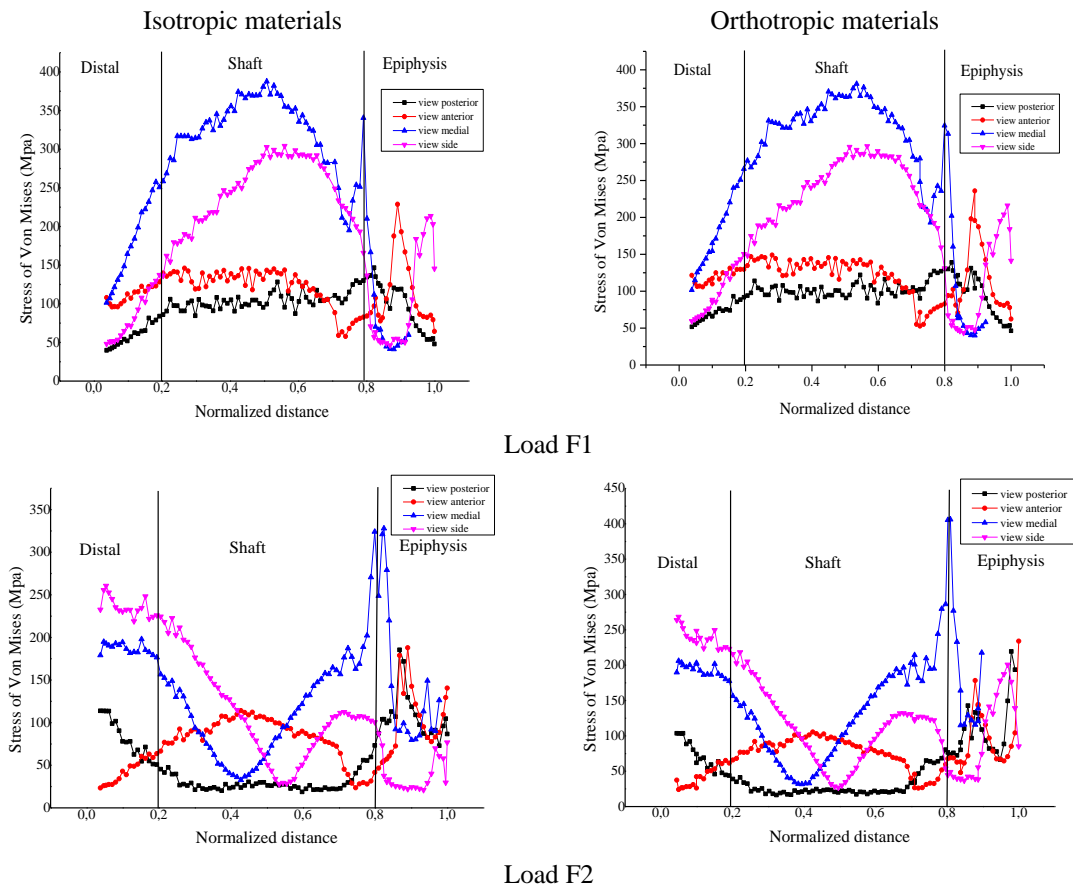 Isotropic materials
Orthotropic materials
Distal
Shaft
Epiphysis
view posterior
view anterior
view medial
view side
Stress of Von Mises (Mpa)
400
350
300
250
200
150
100
50
0
0,0
0,2
0,4
0,6
0,8
1,0
Normalized distance
Distal
Shaft
Epiphysis
view posterior
view anterior
view medial
view side
Stress of Von Mises (Mpa)
400
350
300
250
200
150
100
50
0
0.0
0.2
0.4
0.6
0.8
1.0
Normalized distance
Load F1
Distal
Shaft
Epiphysis
view posterior
view anterior
view medial
view side
Stress of Von Mises (Mpa)
350
300
250
200
150
100
50
0
0,0
0,2
0,4
0,6
0,8
1,0
Normalized distance
Distal
Shaft
Epiphysis
view posterior
view anterior
view medial
view side
Stress of Von Mises (Mpa)
450
400
350
300
250
200
150
100
50
0
0,0
0,2
0,4
0,6
0,8
1,0
Normalized distance
Load F2